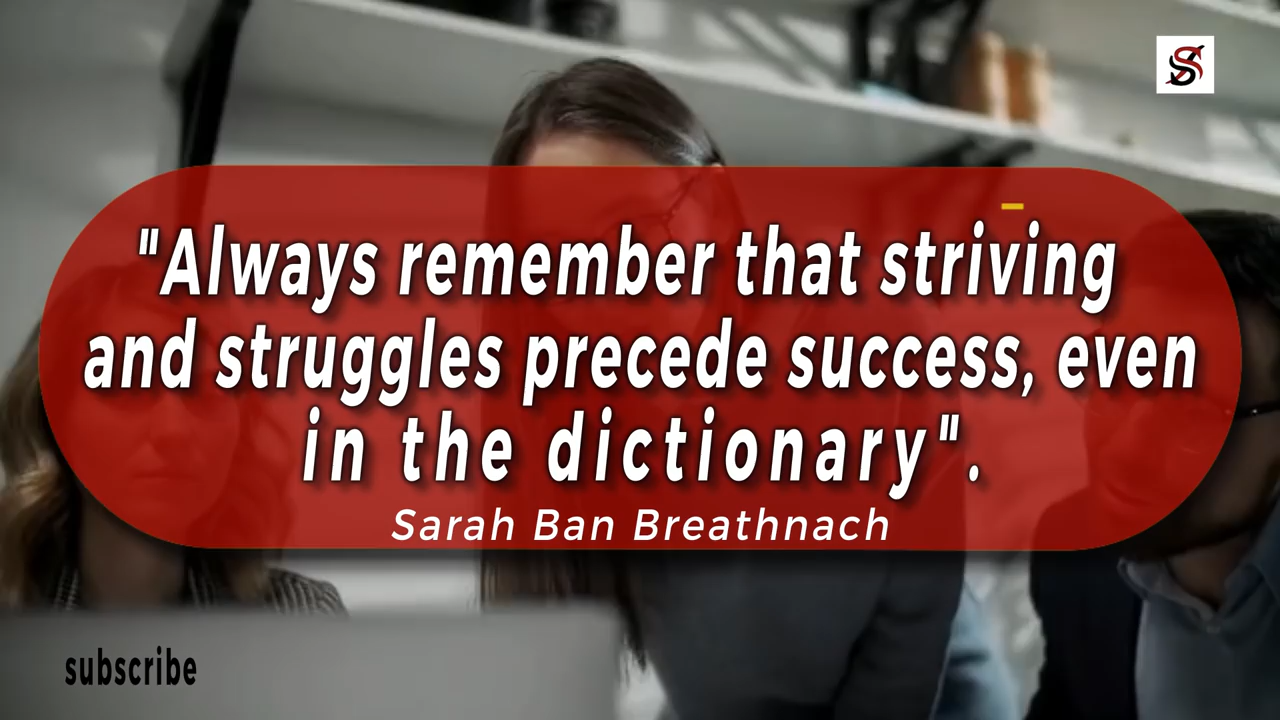 "Always remember that striving
and struggles precede success, even
in the dictionary".
Sarah Ban Breathnach
subscribe